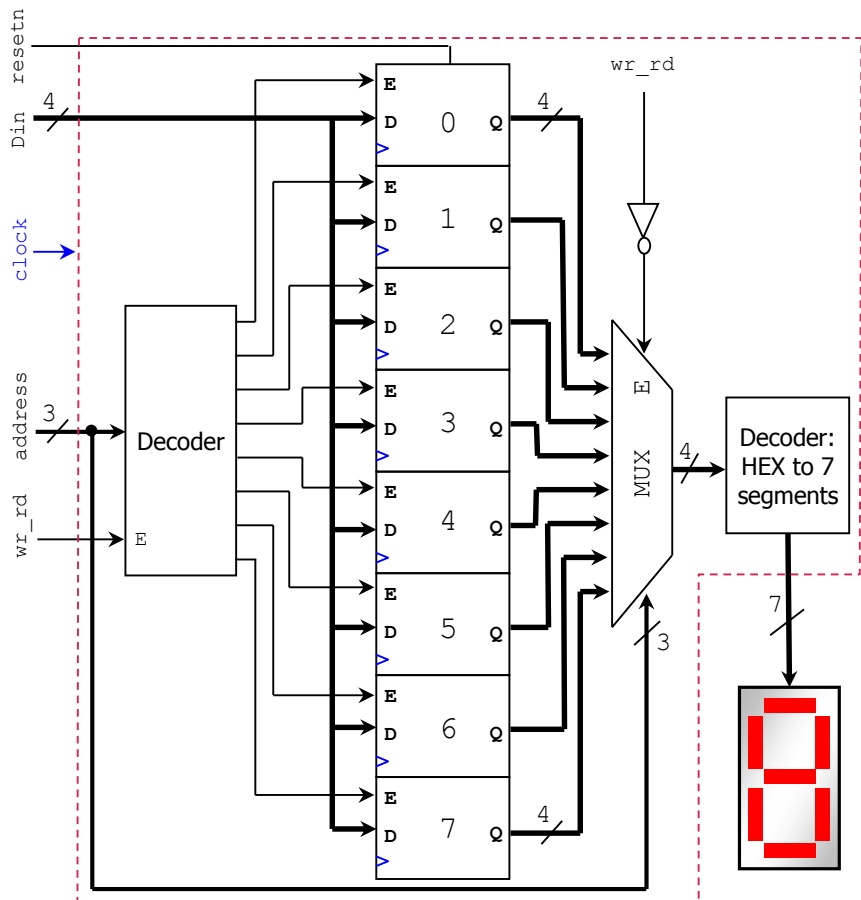 resetn
Din
4
clock
address
3
wr_rd
Decoder
E
E
D
>
0
Q
4
E
D
>
1
Q
E
D
>
2
Q
E
D
>
3
Q
E
D
>
4
Q
E
D
>
5
Q
E
D
>
6
Q
E
D
>
7
Q
4
wr_rd
E
MUX
3
4
Decoder:
HEX to 7
segments
7